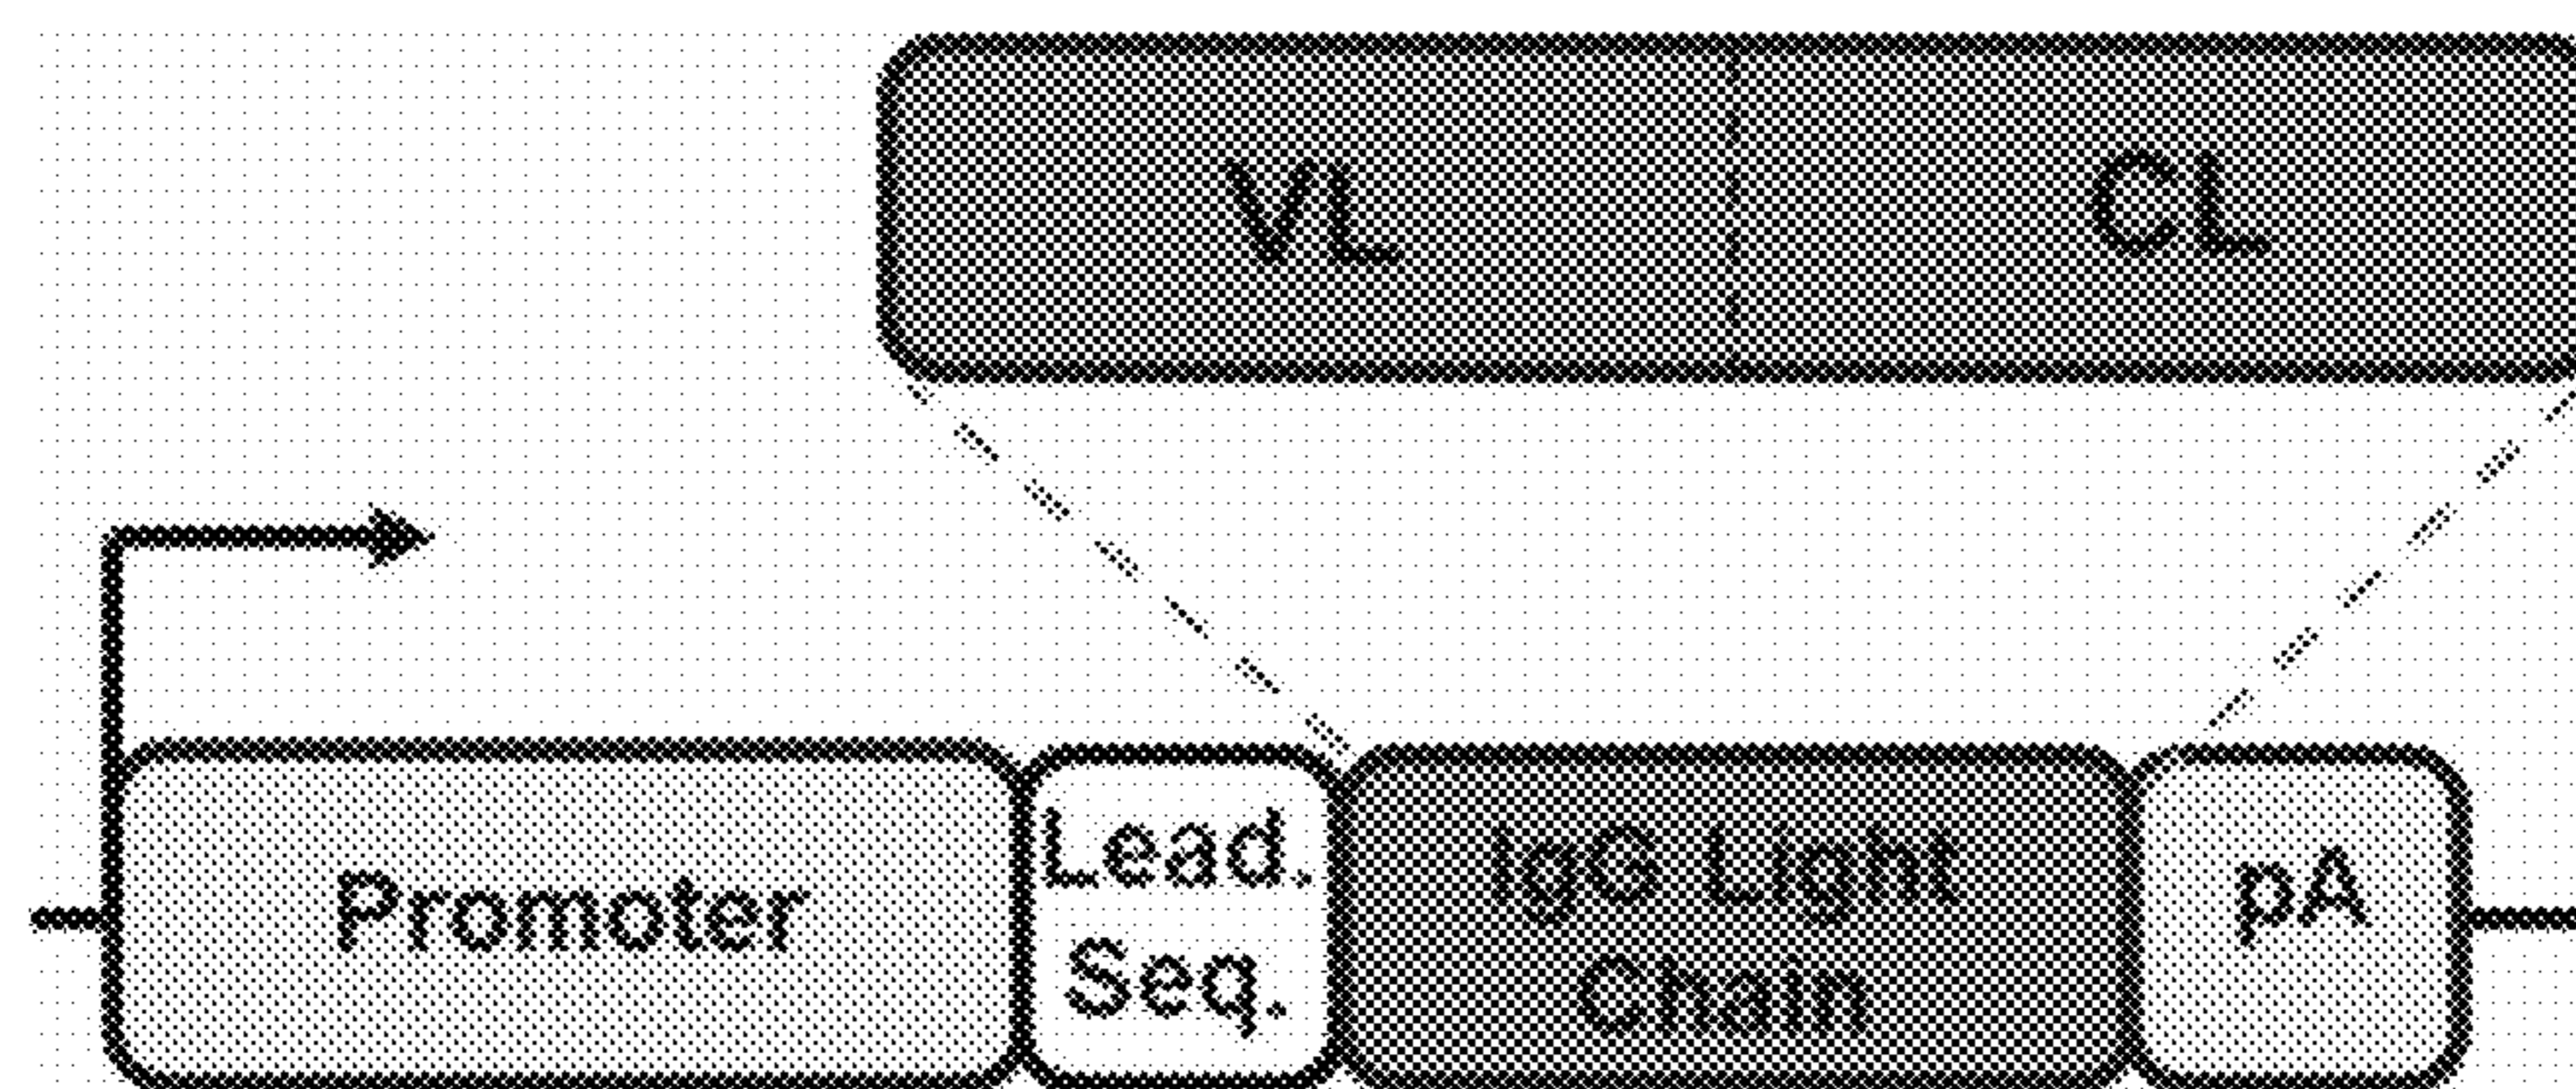 VL CL
Promoter
Lead.
Seq.
IgG Light
Chain
pA